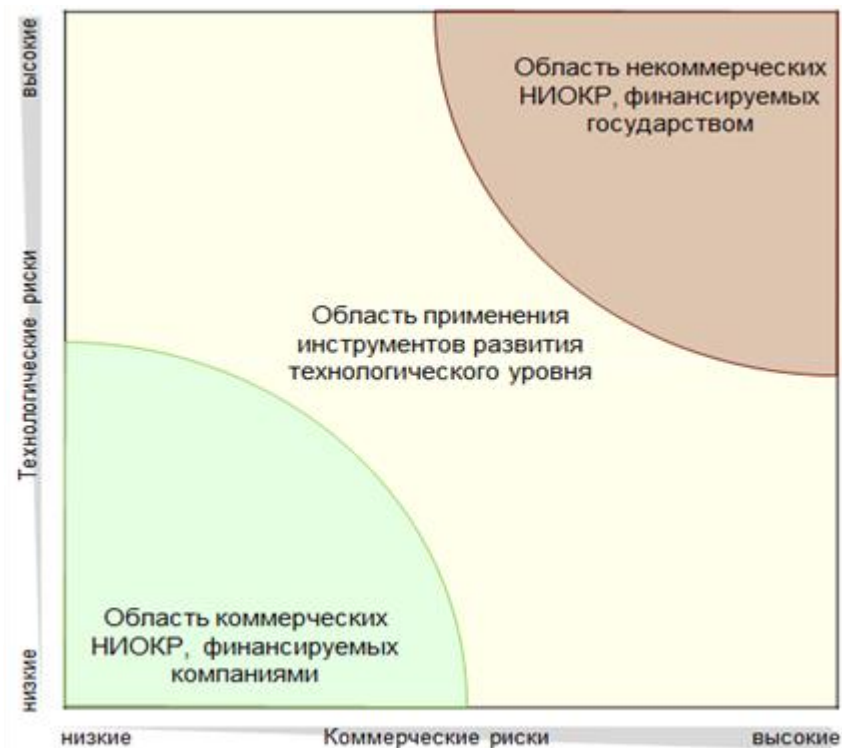 высокие
Область некоммерческих
НИОКР, финансируемых
государством
Технологические риски
Область применения
инструментов развития
технологического уровня
Область коммерческих
НИОКР, финансируемых
компаниями
низкие
низкие
Коммерческие риски
высокие